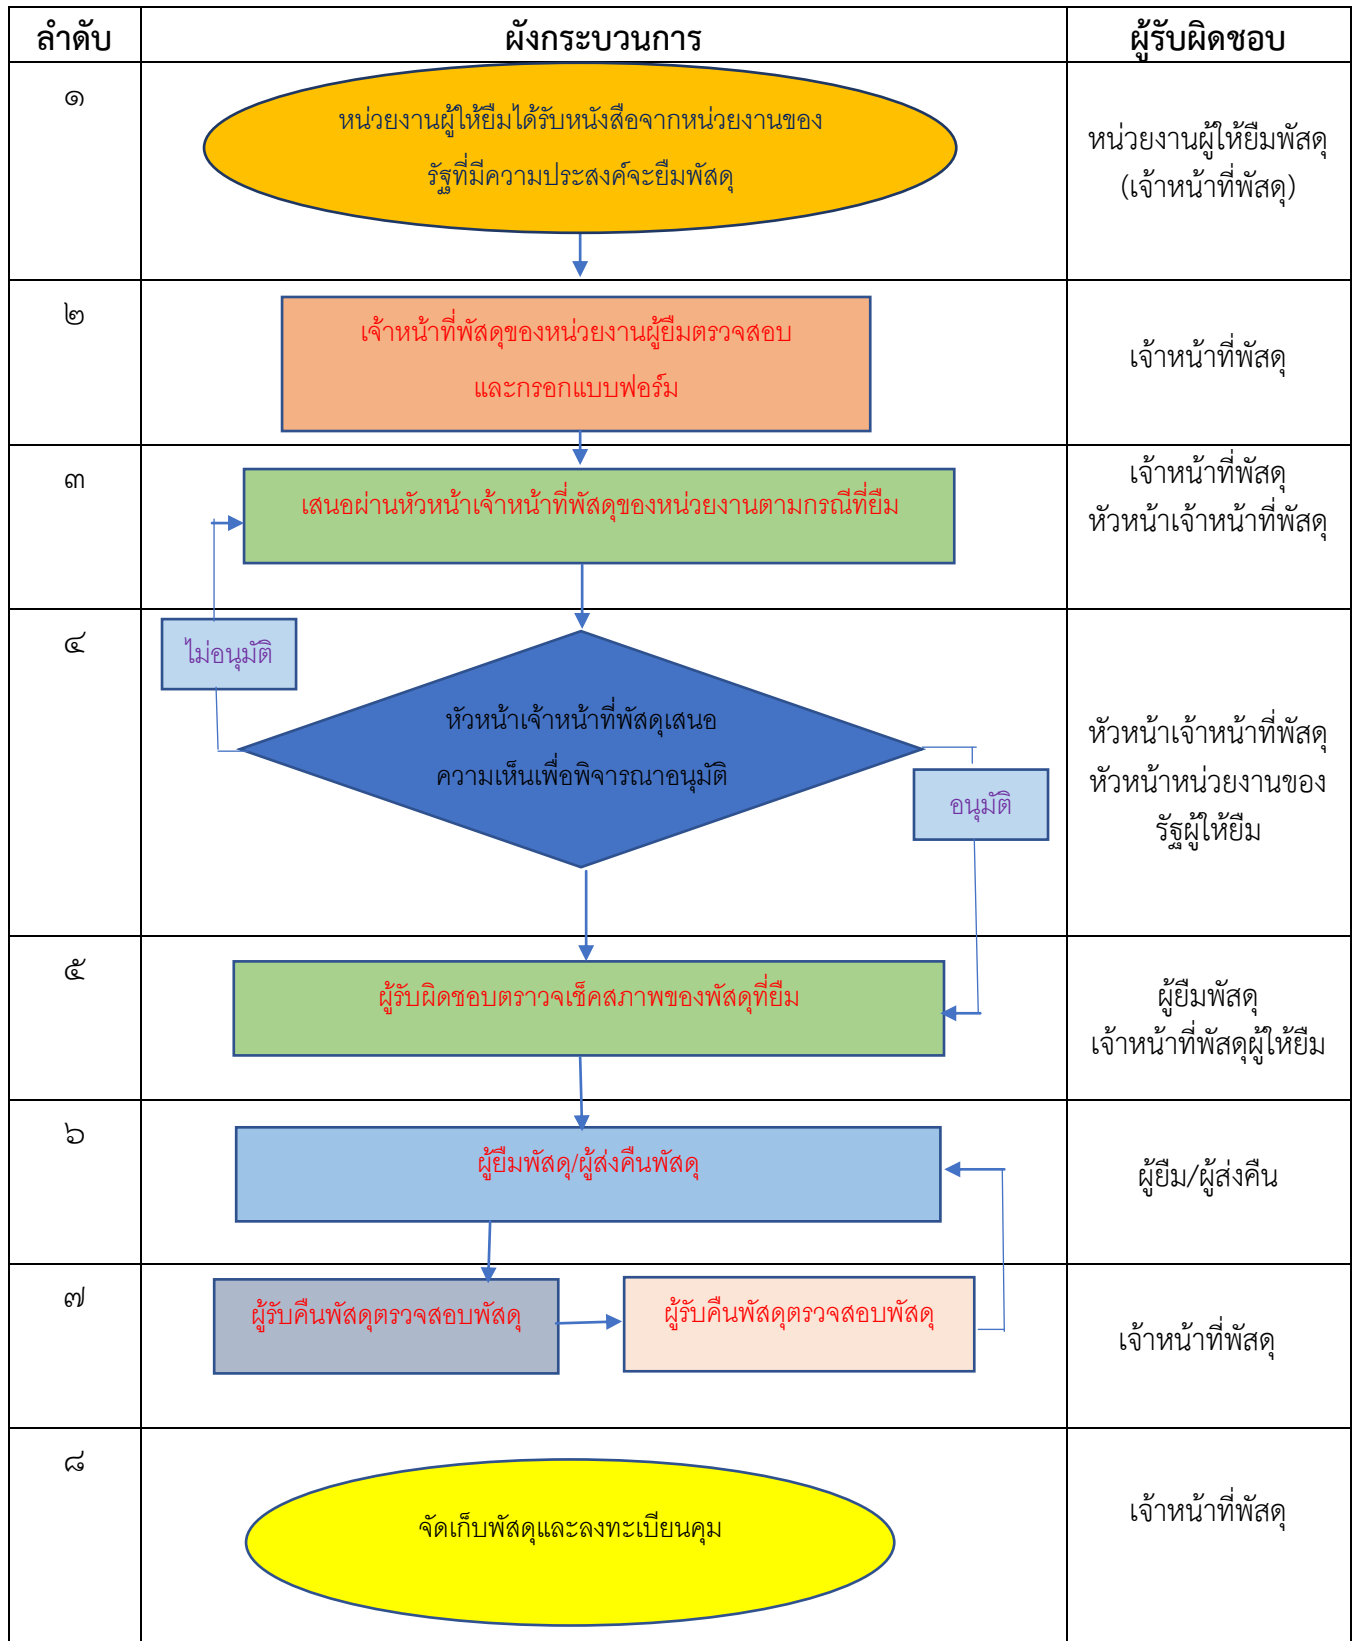 ลำดับ
ผังกระบวนการ
ผู้รับผิดชอบ
๑
หน่วยงานผู้ให้ยืมได้รับหนังสือจากหน่วยงานของ
รัฐที่มีความประสงค์จะยืมพัสดุ
หน่วยงานผู้ให้ยืมพัสดุ
(เจ้าหน้าที่พัสดุ)
๒
เจ้าหน้าที่พัสดุของหน่วยงานผู้ยืมตรวจสอบ
และกรอกแบบฟอร์ม
เจ้าหน้าที่พัสดุ
๓
เสนอผ่านหัวหน้าเจ้าหน้าที่พัสดุของหน่วยงานตามกรณีที่ยืม
เจ้าหน้าที่พัสดุ
หัวหน้าเจ้าหน้าที่พัสดุ
๔
ไม่อนุมัติ
หัวหน้าเจ้าหน้าที่พัสดุเสนอ
ความเห็นเพื่อพิจารณาอนุมัติ
อนุมัติ
หัวหน้าเจ้าหน้าที่พัสดุ
หัวหน้าหน่วยงานของ
รัฐผู้ให้ยืม
๕
ผู้รับผิดชอบตราวจเช็คสภาพของพัสดุที่ยืม
ผู้ยืมพัสดุ
เจ้าหน้าที่พัสดุผู้ให้ยืม
๖
ผู้ยืมพัสดุ/ผู้ส่งคืนพัสดุ
ผู้ยืม/ผู้ส่งคืน
๗
ผู้รับคืนพัสดุตรวจสอบพัสดุ
ผู้รับคืนพัสดุตรวจสอบพัสดุ
เจ้าหน้าที่พัสดุ
๘
จัดเก็บพัสดุและลงทะเบียนคุม
เจ้าหน้าที่พัสดุ